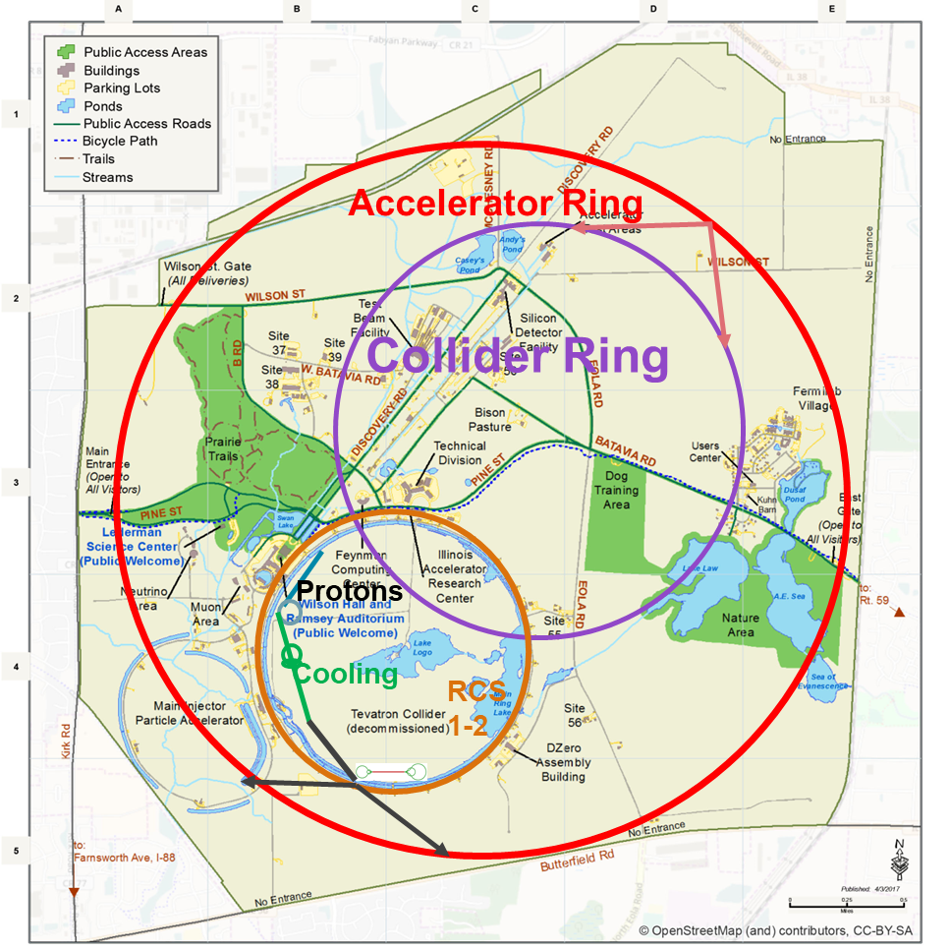 A
B
C
D
E
1
2
3
4
5
Public Access Areas
Buildings
Parking Lots
Ponds
Public Access Roads
Bicycle Path
Trails
Streams
Fabyan Parkway
CR 21
Roosevelt Road
IL 38
IL 38
No Entrance
DISCOVERY RD
Accelerator Ring
Accelerator
Areas
Casey's
Pond
Andy's
Pond
WILSON ST
No Entrance
Wilson St. Gate
(All Deliveries)
WILSON ST
Test
Beam
Facility
Silicon
Detector
Facility
Site
37
Site
39
Site
38
B RD
W. BATAVIA RD
Collider Ring
DISCOVERY RD
EOLA RD
Bison
Pasture
Fermilab
Village
Prairie
Trails
Technical
Division
PINE ST
BATAVIA RD
Users
Center
Main
Entrance
(Open to
All Visitors)
PINE ST
Dog
Training
Area
Kuhn
Barn
Dusaf
Pond
East
Gate
(Open to
All Visitors)
Swan
Lake
Lederman
Science Center
(Public Welcome)
Feynman
Computing
Center
Illinois
Accelerator
Research
Center
Neutrino
Area
Muon
Area
Protons
Wilson Hall and
Ramsey Auditorium
(Public Welcome)
EOLA RD
Site
55
Lake Law
A.E. Sea
Nature
Area
to:
Rt. 59
Lake
Logo
Cooling
Sea of
Evanescence
RCS
1-2
Main
Ring
Lake
Main Injector
Particle Accelerator
Tevatron Collider
(decommissioned)
Site
56
DZero
Assembly
Building
Kirk Rd
No Entrance
Butterfield Rd
to:
Farnsworth Ave, I-88
No Entrance
North Eola Road
N
Published: 4/3/2017
0
0.25
0.5
Miles
© OpenStreetMap (and) contributors, CC-BY-SA